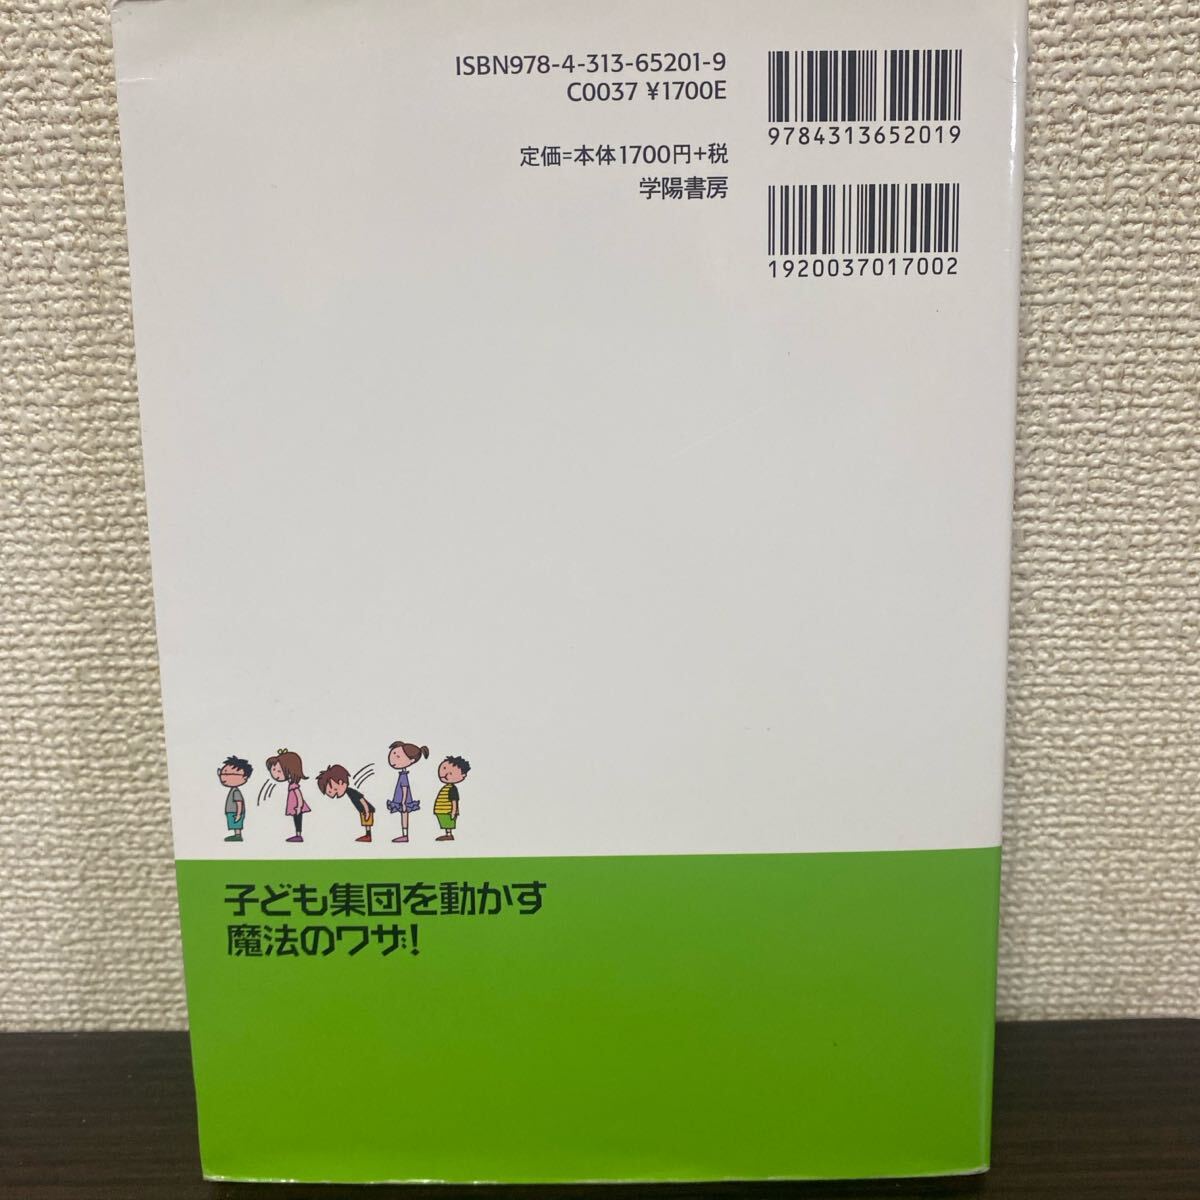 ISBN978-4-313-65201-9
C0037 ¥1700E
定価=本体1700円+税
学陽書房
9784313652019
1920037017002
子ども集団を動かす
魔法のワザ!